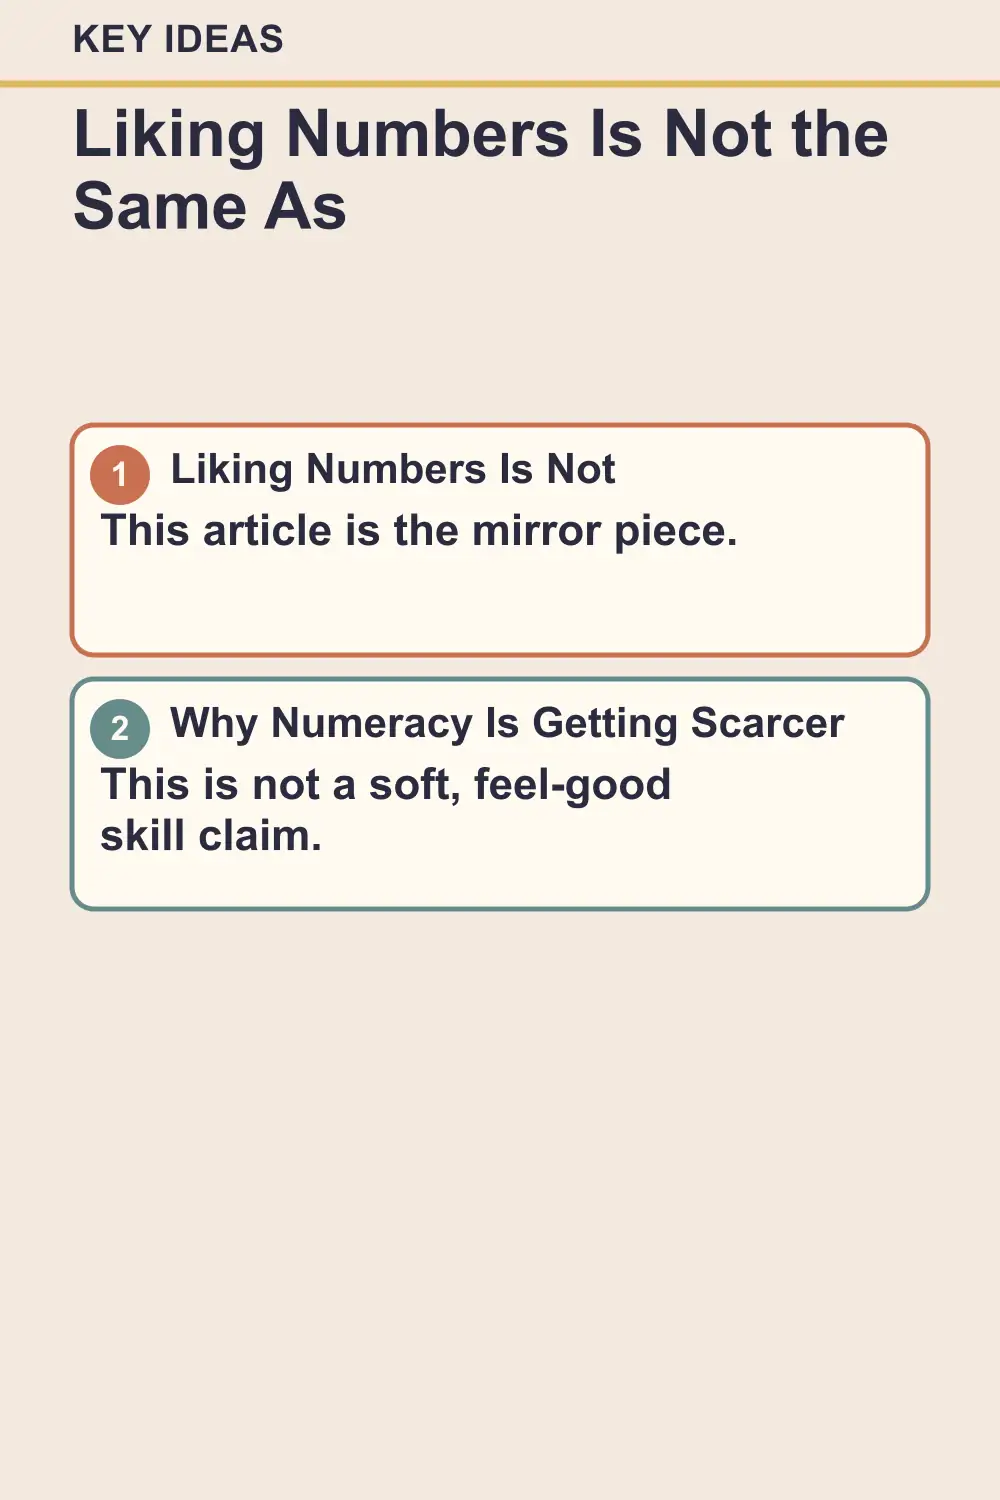 KEY IDEAS
Liking Numbers Is Not the
Same As
1
Liking Numbers Is Not
This article is the mirror piece.
2
Why Numeracy Is Getting Scarcer
This is not a soft, feel-good
skill claim.